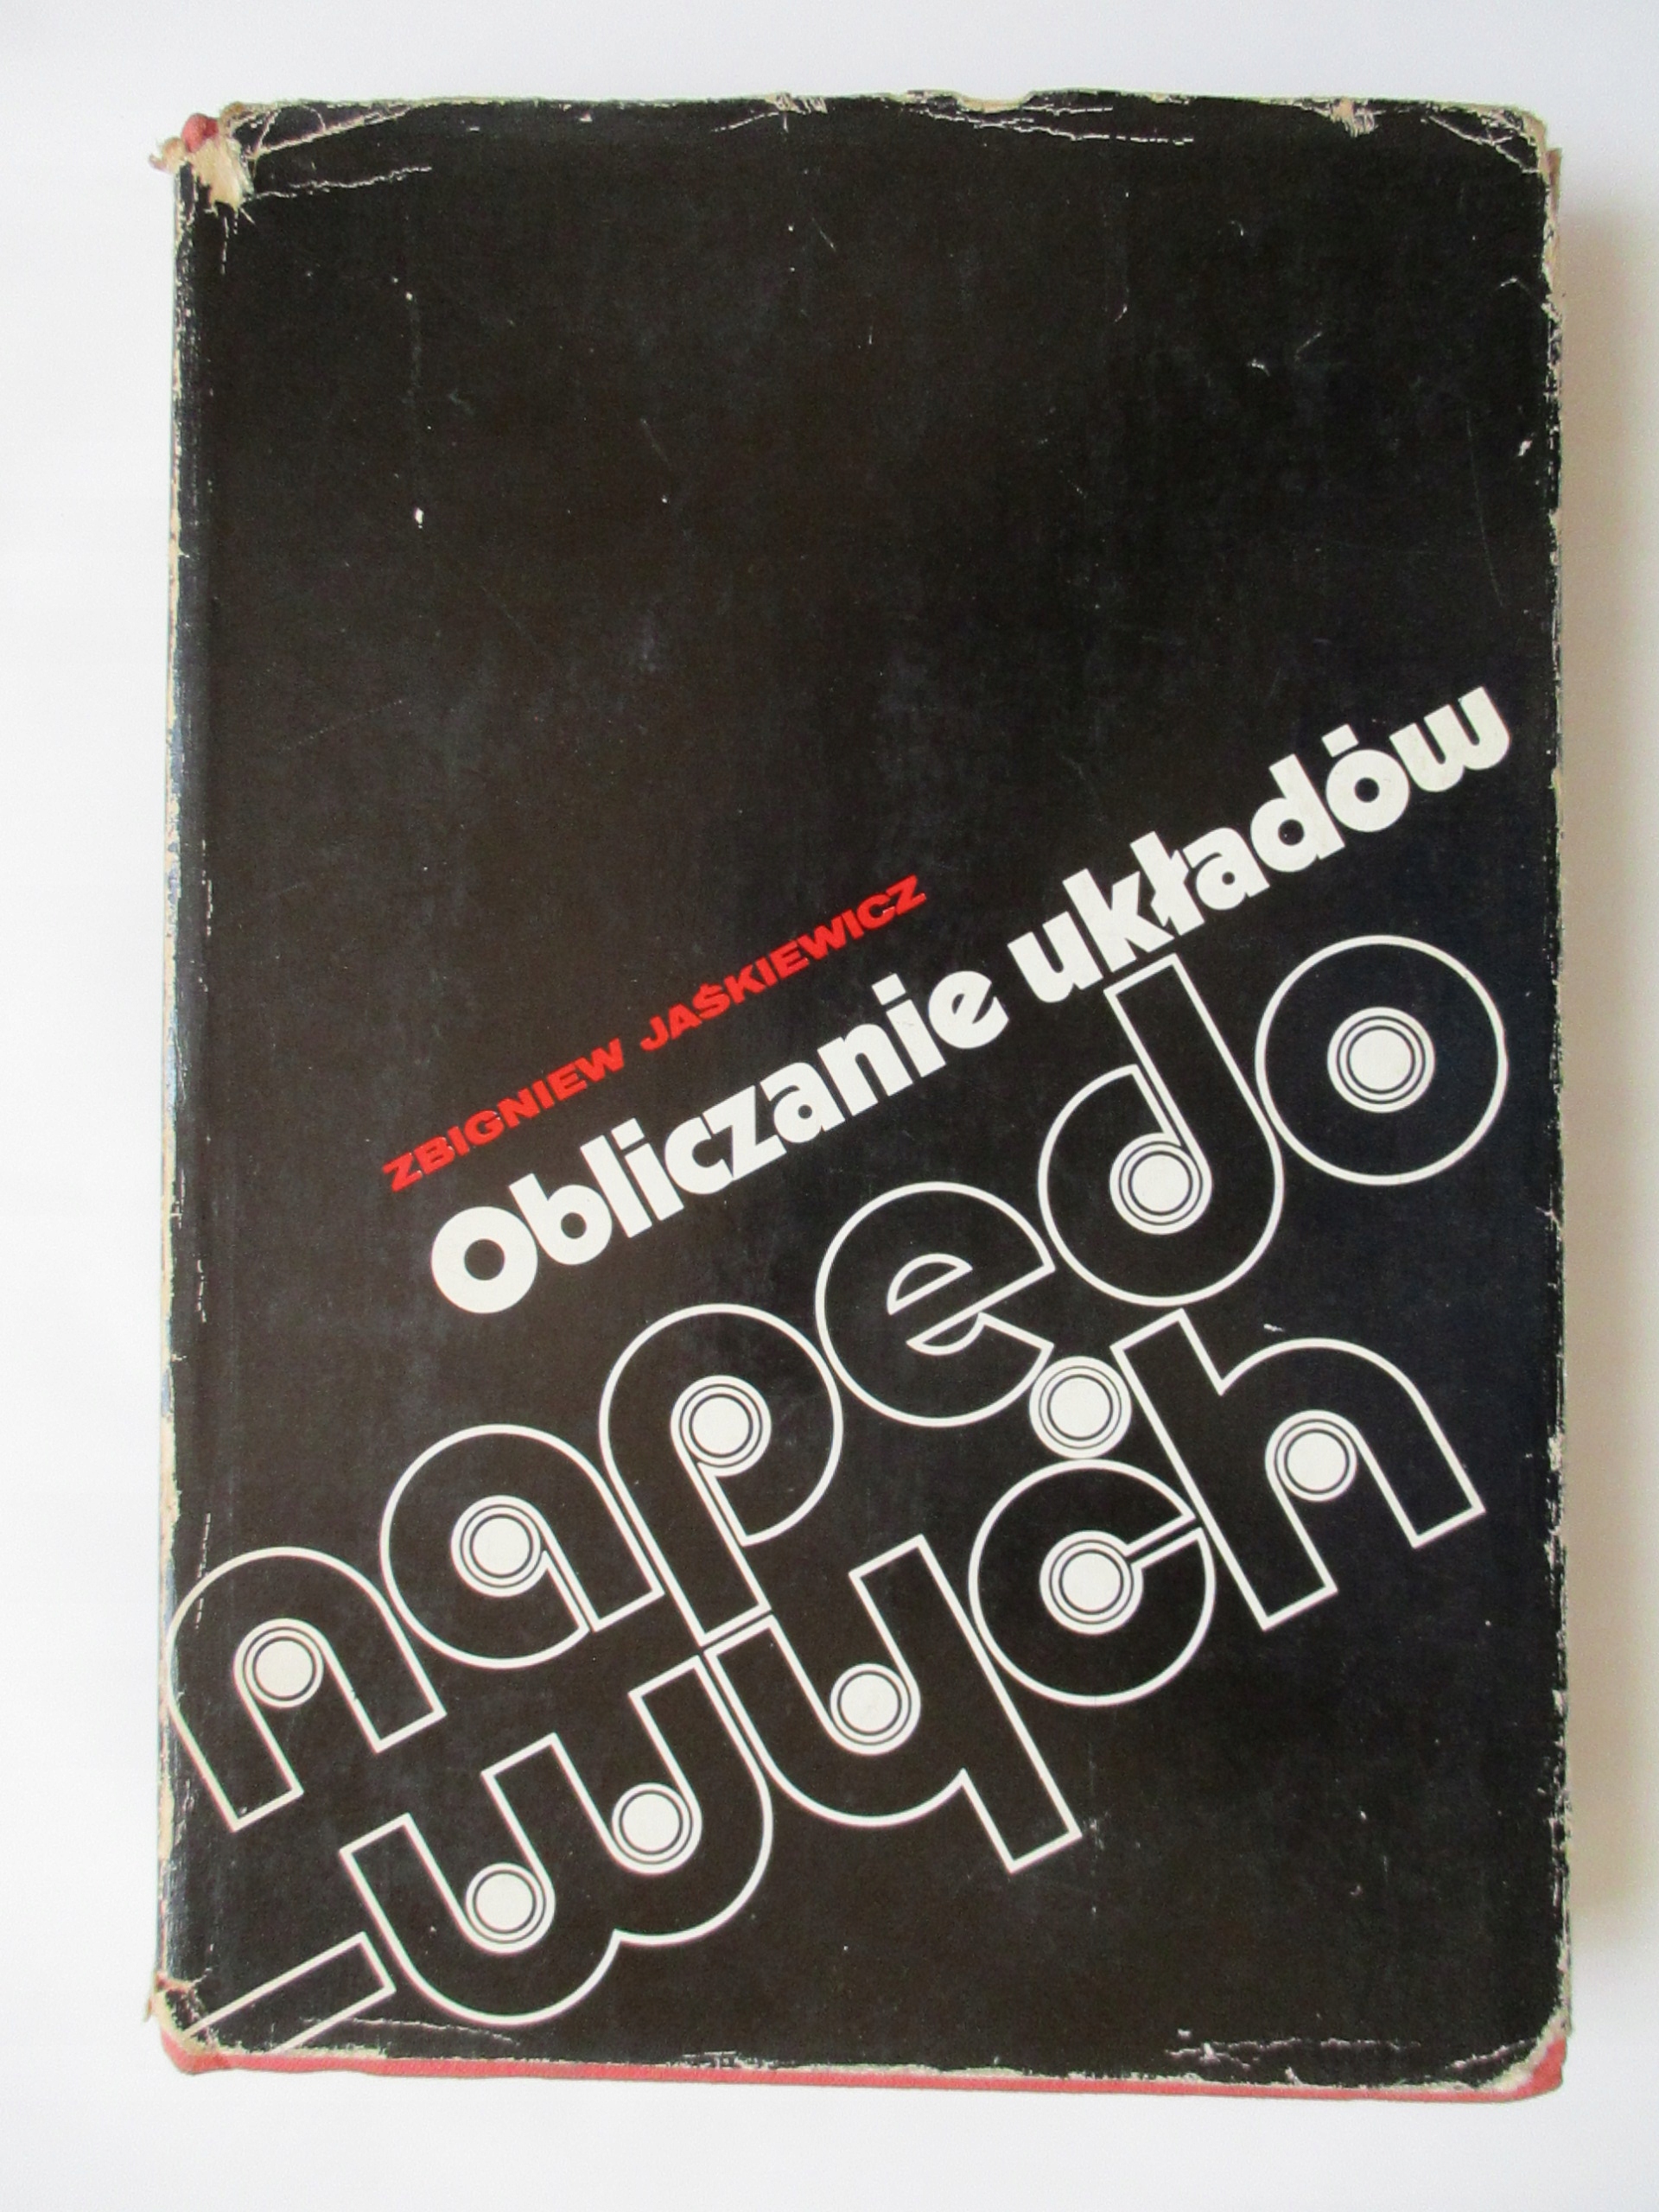 ZBIGNIEW JAŚKIEWICZ
Obliczanie układów
napędo
-wych